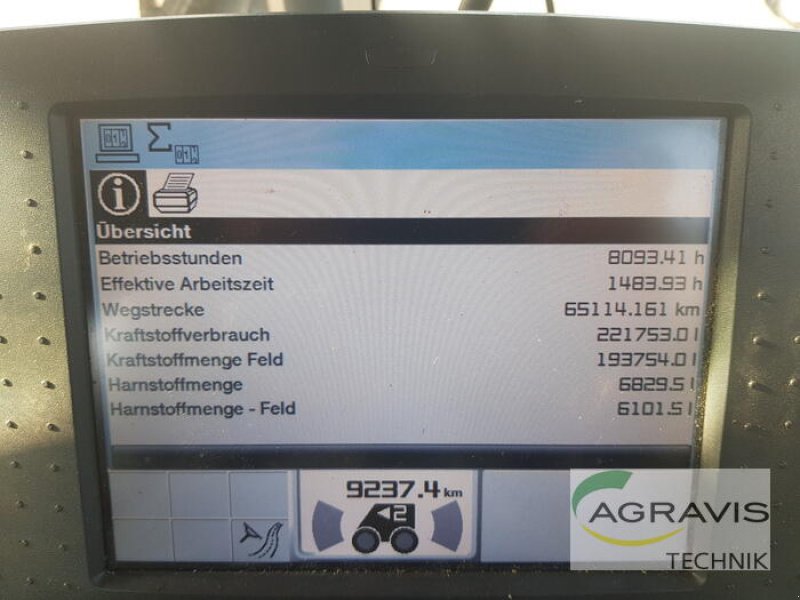 Übersicht
Betriebsstunden 8093.41 h
Effektive Arbeitszeit 1483.93 h
Wegstrecke 65114.161 km
Kraftstoffverbrauch 221753.0 l
Kraftstoffmenge Feld 193754.0 l
Harnstoffmenge 6829.5 l
Harnstoffmenge - Feld 6101.5 l
9237.4 km
2
AGRAVIS
TECHNIK